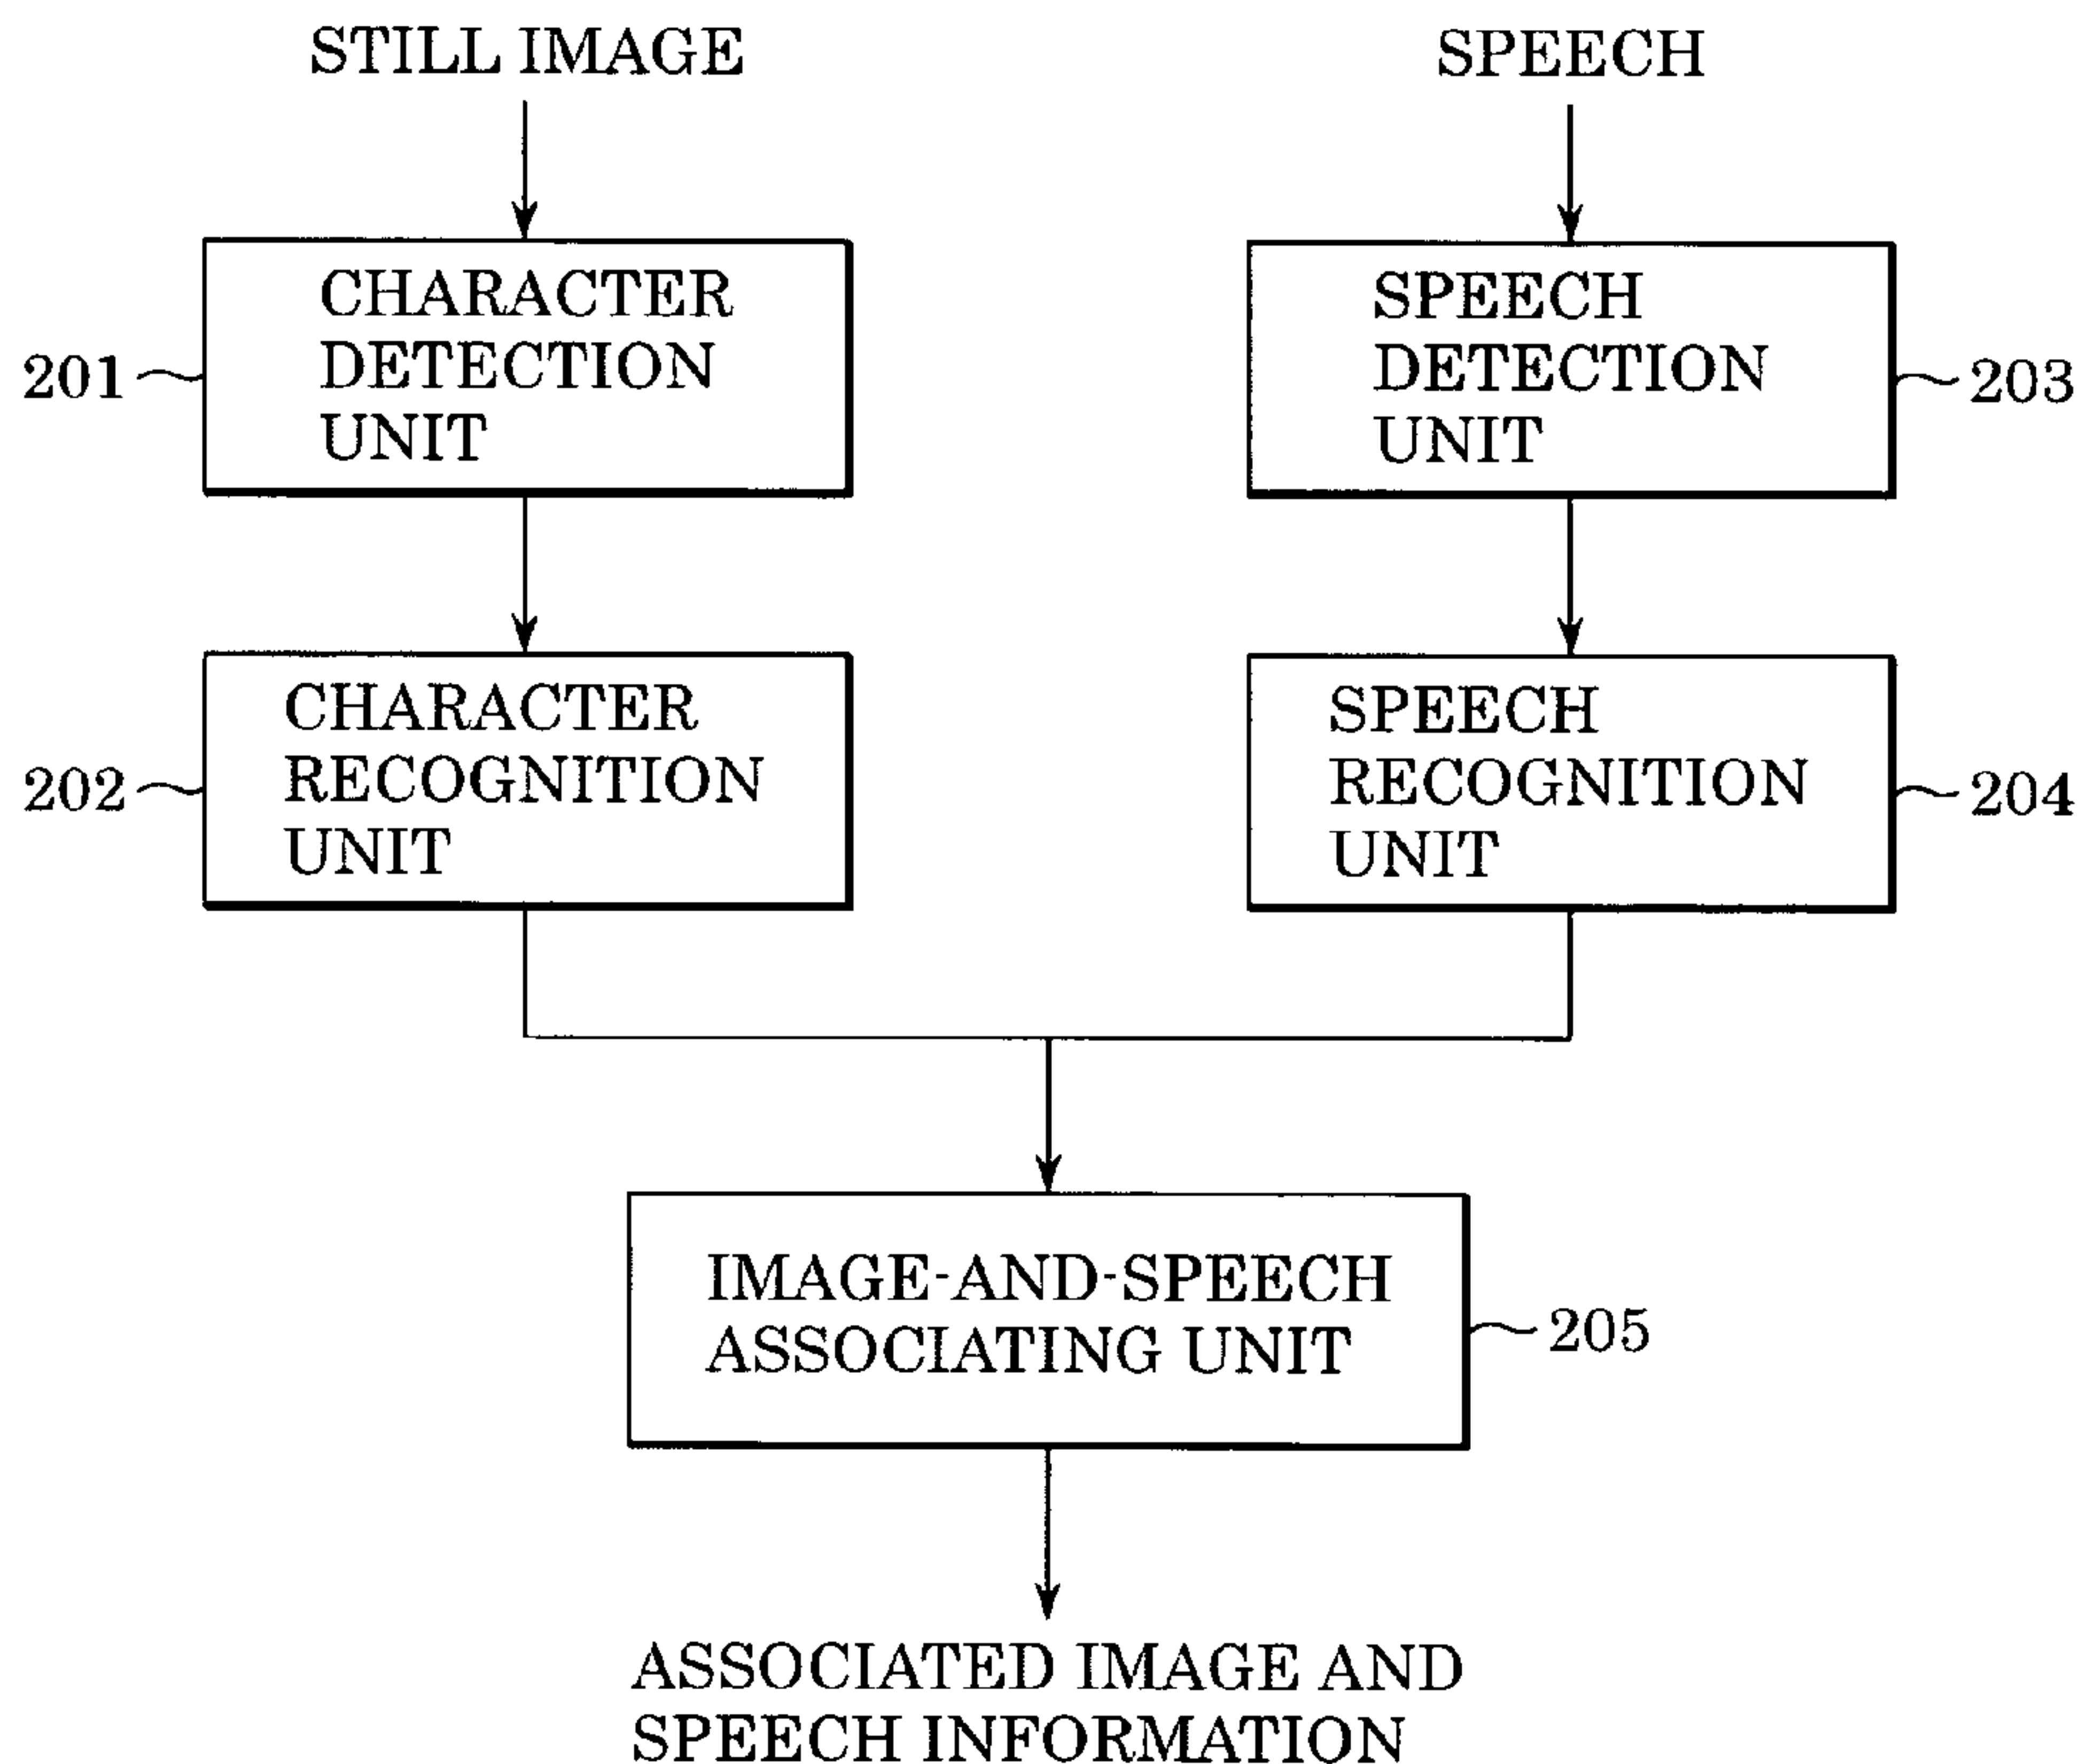 STILL IMAGE
SPEECH
CHARACTER
DETECTION
UNIT
201
SPEECH
DETECTION
UNIT
203
CHARACTER
RECOGNITION
UNIT
202
SPEECH
RECOGNITION
UNIT
204
IMAGE-AND-SPEECH
ASSOCIATING UNIT
205
ASSOCIATED IMAGE AND
SPEECH INFORMATION